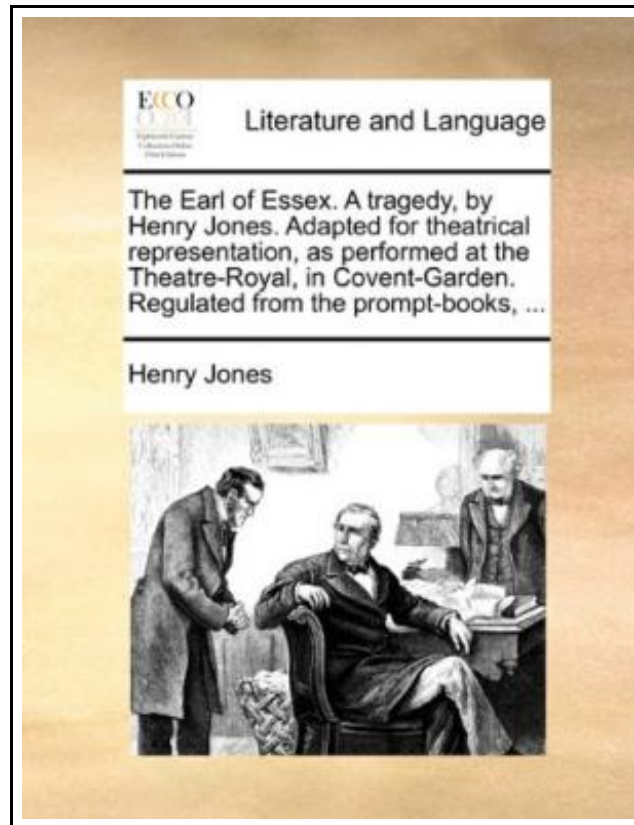 ECCO
Literature and Language
The Earl of Essex. A tragedy, by
Henry Jones. Adapted for theatrical
representation, as performed at the
Theatre-Royal, in Covent-Garden.
Regulated from the prompt-books, ...
Henry Jones